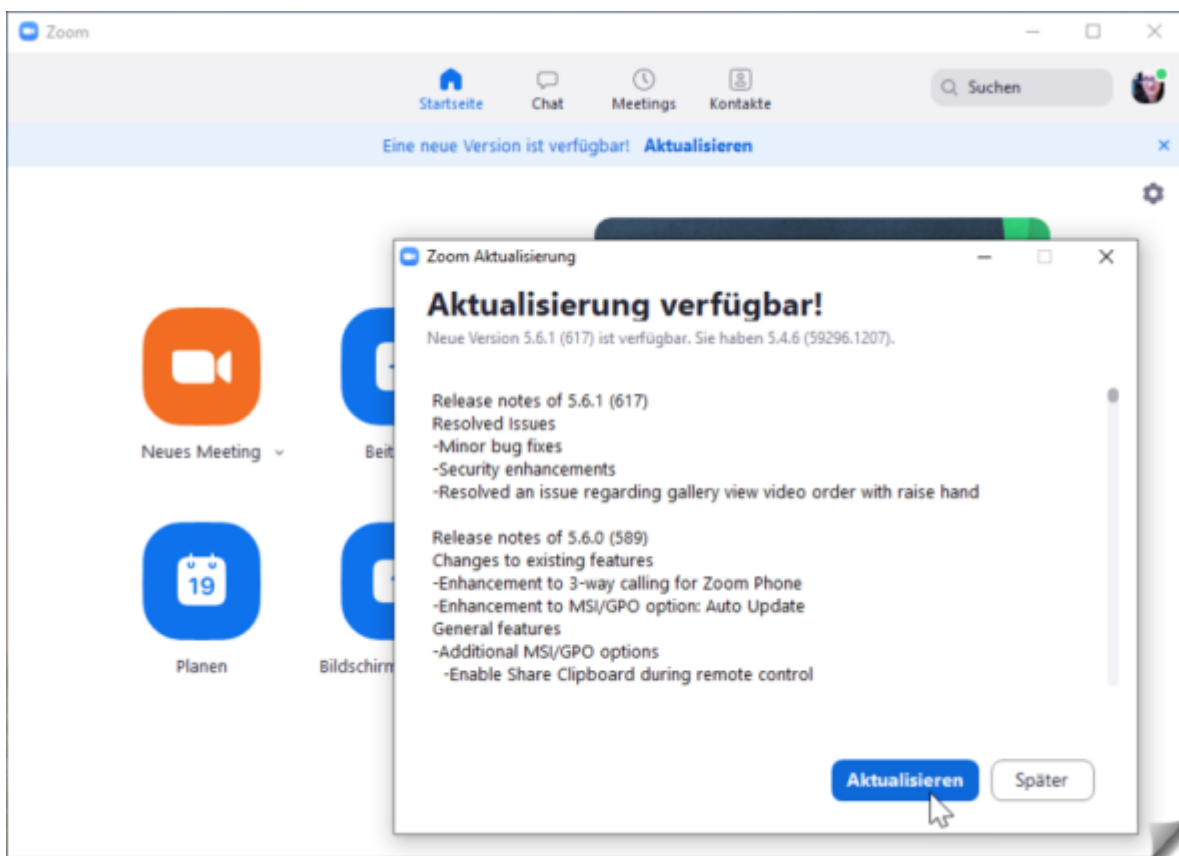 Zoom
Startseite
Chat
Meetings
Kontakte
Suchen
Eine neue Version ist verfügbar! Aktualisieren
Zoom Aktualisierung
Aktualisierung verfügbar!
Neue Version 5.6.1 (617) ist verfügbar. Sie haben 5.4.6 (59296.1207).
Release notes of 5.6.1 (617)
Resolved Issues
-Minor bug fixes
-Security enhancements
-Resolved an issue regarding gallery view video order with raise hand
Release notes of 5.6.0 (589)
Changes to existing features
-Enhancement to 3-way calling for Zoom Phone
-Enhancement to MSI/GPO option: Auto Update
General features
-Additional MSI/GPO options
-Enable Share Clipboard during remote control
Aktualisieren
Später
Neues Meeting
Beit
19
Planen
Bildschirm